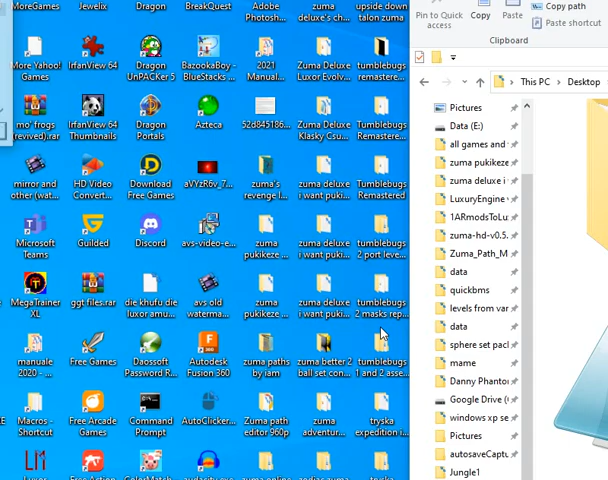 MoreGames
Jewelix
Dragon
BreakQuest
Adobe
Photosh...
zuma
deluxe's ch...
upside down
talon zuma
More Yahoo!
Games
IrfanView 64
Dragon
UnPACKer 5
BazookaBoy -
BlueStacks ...
2021
Manual...
Zuma Deluxe
Luxor Evolv...
tumblebugs
remastere...
mo' frogs
(revived).rar
IrfanView 64
Thumbnails
Dragon
Portals
Azteca
52d845186...
Zuma Deluxe
Klasky Csu...
Tumblebugs
Remastere...
mirror and
other (wat...
HD Video
Convert...
Download
Free Games
aVYzR6v_7...
zuma's
revenge l...
zuma deluxe
i want puki...
Tumblebugs
Remastered
Microsoft
Teams
Guilded
Discord
avs-video-e...
zuma
pukikeze ...
zuma deluxe
i want puki...
tumblebugs
2 port leve...
MegaTrainer
XL
ggt files.rar
die khufu die
luxor amu...
avs old
waterma...
zuma
pukikeze ...
zuma deluxe
i want puki...
tumblebugs
2 masks rep...
manuale
2020 - ...
Free Games
Daossoft
Password R...
Autodesk
Fusion 360
zuma paths
by iam
zuma better 2
ball set con...
tumblebugs
1 and 2 asse...
Macros -
Shortcut
Free Arcade
Games
Command
Prompt
AutoClicker...
Zuma path
editor 960p
zuma
adventur...
tryska
expedition i...
Pin to Quick
access
Copy
Paste
Copy path
Paste shortcut
Clipboard
This PC
Desktop
Pictures
Data (E:)
all games and
zuma pukikeze
zuma deluxe i
LuxuryEngine
1ARmodsToLu
zuma-hd-v0.5.
Zuma_Path_M
data
quickbms
levels from var
data
sphere set pacl
mame
Danny Phanto
Google Drive (
windows xp se
Pictures
autosaveCaptu
Jungle1